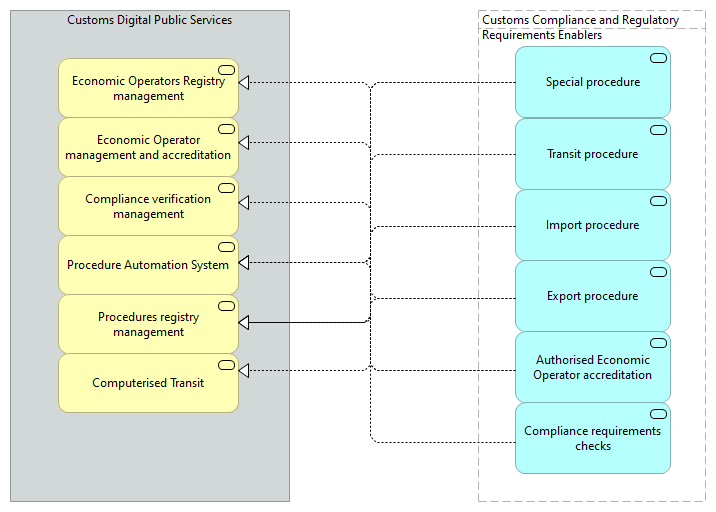 Customs Digital Public Services
Economic Operators Registry
management
Economic Operator
management and accreditation
Compliance verification
management
Procedure Automation System
Procedures registry
management
Computerised Transit
Customs Compliance and Regulatory
Requirements Enablers
Special procedure
Transit procedure
Import procedure
Export procedure
Authorised Economic
Operator accreditation
Compliance requirements
checks